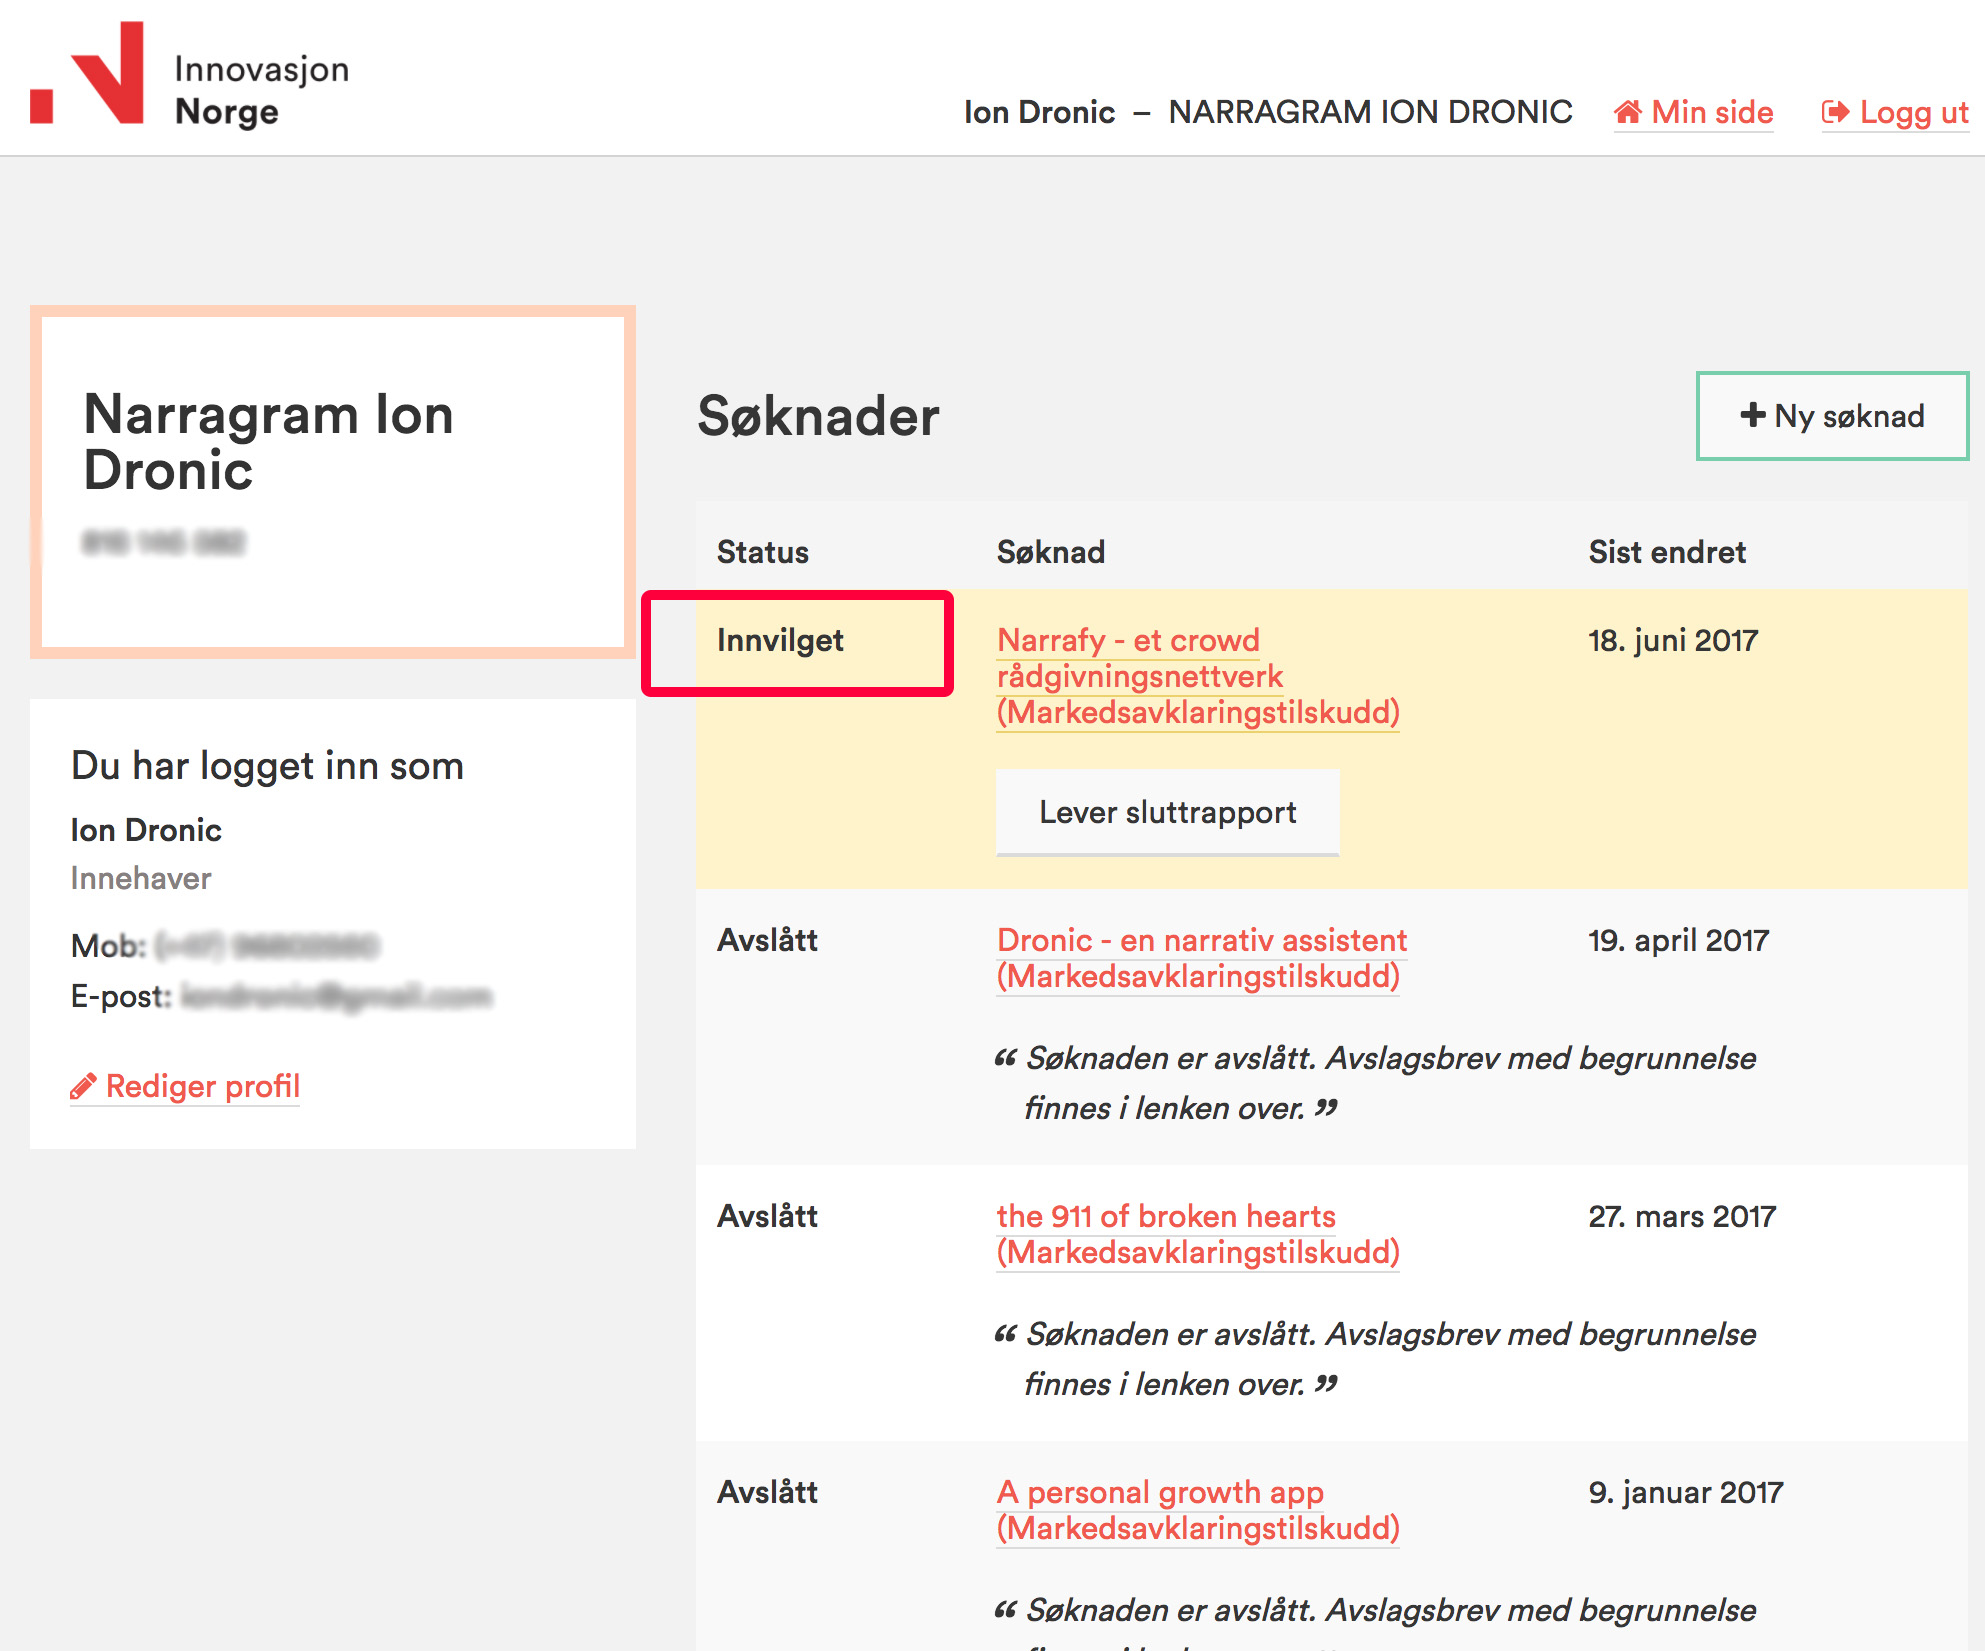 Innovasjon
Norge
Ion Dronic – NARRAGRAM ION DRONIC Min side Logg ut
Narragram Ion
Dronic
Du har logget inn som
Ion Dronic
Innehaver
Mob:
E-post:
Rediger profil
Søknader
Ny søknad
Status Søknad Sist endret
Innvilget Narrafy - et crowd 18. juni 2017
rådgivningsnettverk
(Markedsavklaringstilskudd)
Lever sluttrapport
Avslått Dronic - en narrativ assistent 19. april 2017
(Markedsavklaringstilskudd)
“ Søknaden er avslått. Avslagsbrev med begrunnelse
finnes i lenken over. ”
Avslått the 911 of broken hearts 27. mars 2017
(Markedsavklaringstilskudd)
“ Søknaden er avslått. Avslagsbrev med begrunnelse
finnes i lenken over. ”
Avslått A personal growth app 9. januar 2017
(Markedsavklaringstilskudd)
“ Søknaden er avslått. Avslagsbrev med begrunnelse